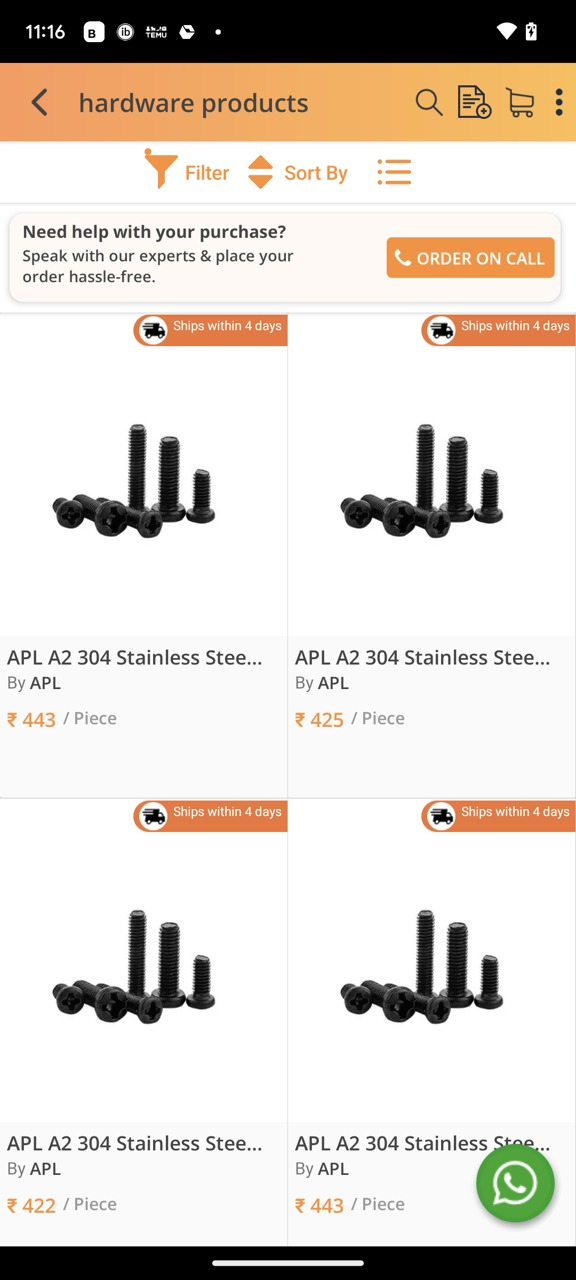 11:16
B
ib
TEMU
hardware products
Filter
Sort By
Need help with your purchase?
Speak with our experts & place your
order hassle-free.
ORDER ON CALL
Ships within 4 days
Ships within 4 days
APL A2 304 Stainless Stee...
By APL
₹ 443 / Piece
APL A2 304 Stainless Stee...
By APL
₹ 425 / Piece
Ships within 4 days
Ships within 4 days
APL A2 304 Stainless Stee...
By APL
₹ 422 / Piece
APL A2 304 Stainless Stee...
By APL
₹ 443 / Piece